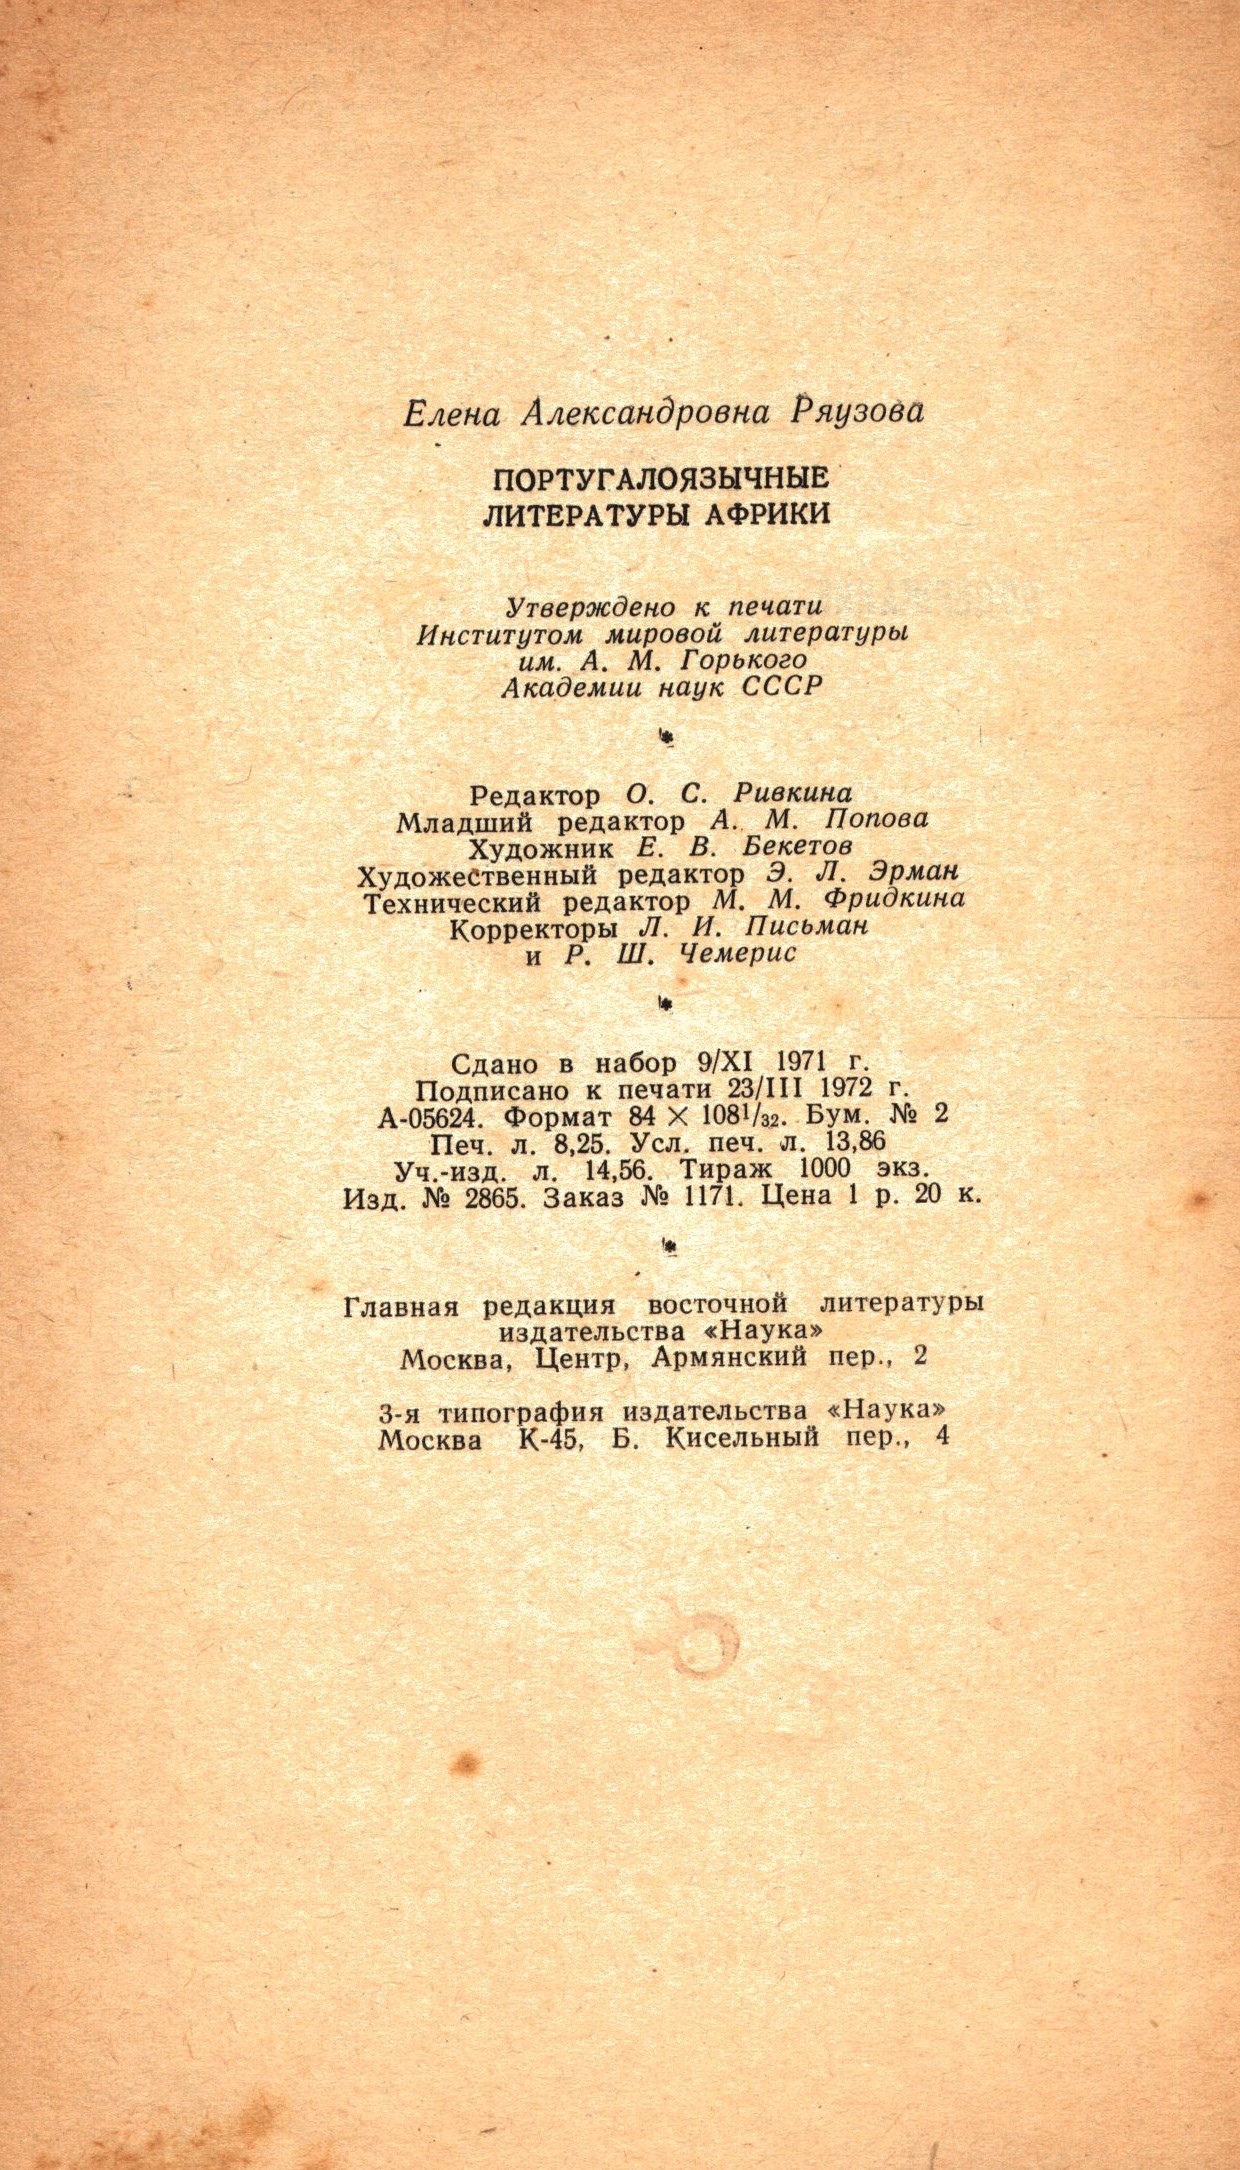 Елена Александровна Ряузова
ПОРТУГАЛОЯЗЫЧНЫЕ
ЛИТЕРАТУРЫ АФРИКИ
Утверждено к печати
Институтом мировой литературы
им. А. М. Горького
Академии наук СССР
*
Редактор О. С. Ривкина
Младший редактор А. М. Попова
Художник Е. В. Бекетов
Художественный редактор Э. Л. Эрман
Технический редактор М. М. Фридкина
Корректоры Л. И. Письман
и Р. Ш. Чемерис
*
Сдано в набор 9/XI 1971 г.
Подписано к печати 23/III 1972 г.
А-05624. Формат 84 × 108¹/₃₂. Бум. № 2
Печ. л. 8,25. Усл. печ. л. 13,86
Уч.-изд. л. 14,56. Тираж 1000 экз.
Изд. № 2865. Заказ № 1171. Цена 1 р. 20 к.
*
Главная редакция восточной литературы
издательства «Наука»
Москва, Центр, Армянский пер., 2
3-я типография издательства «Наука»
Москва К-45, Б. Кисельный пер., 4